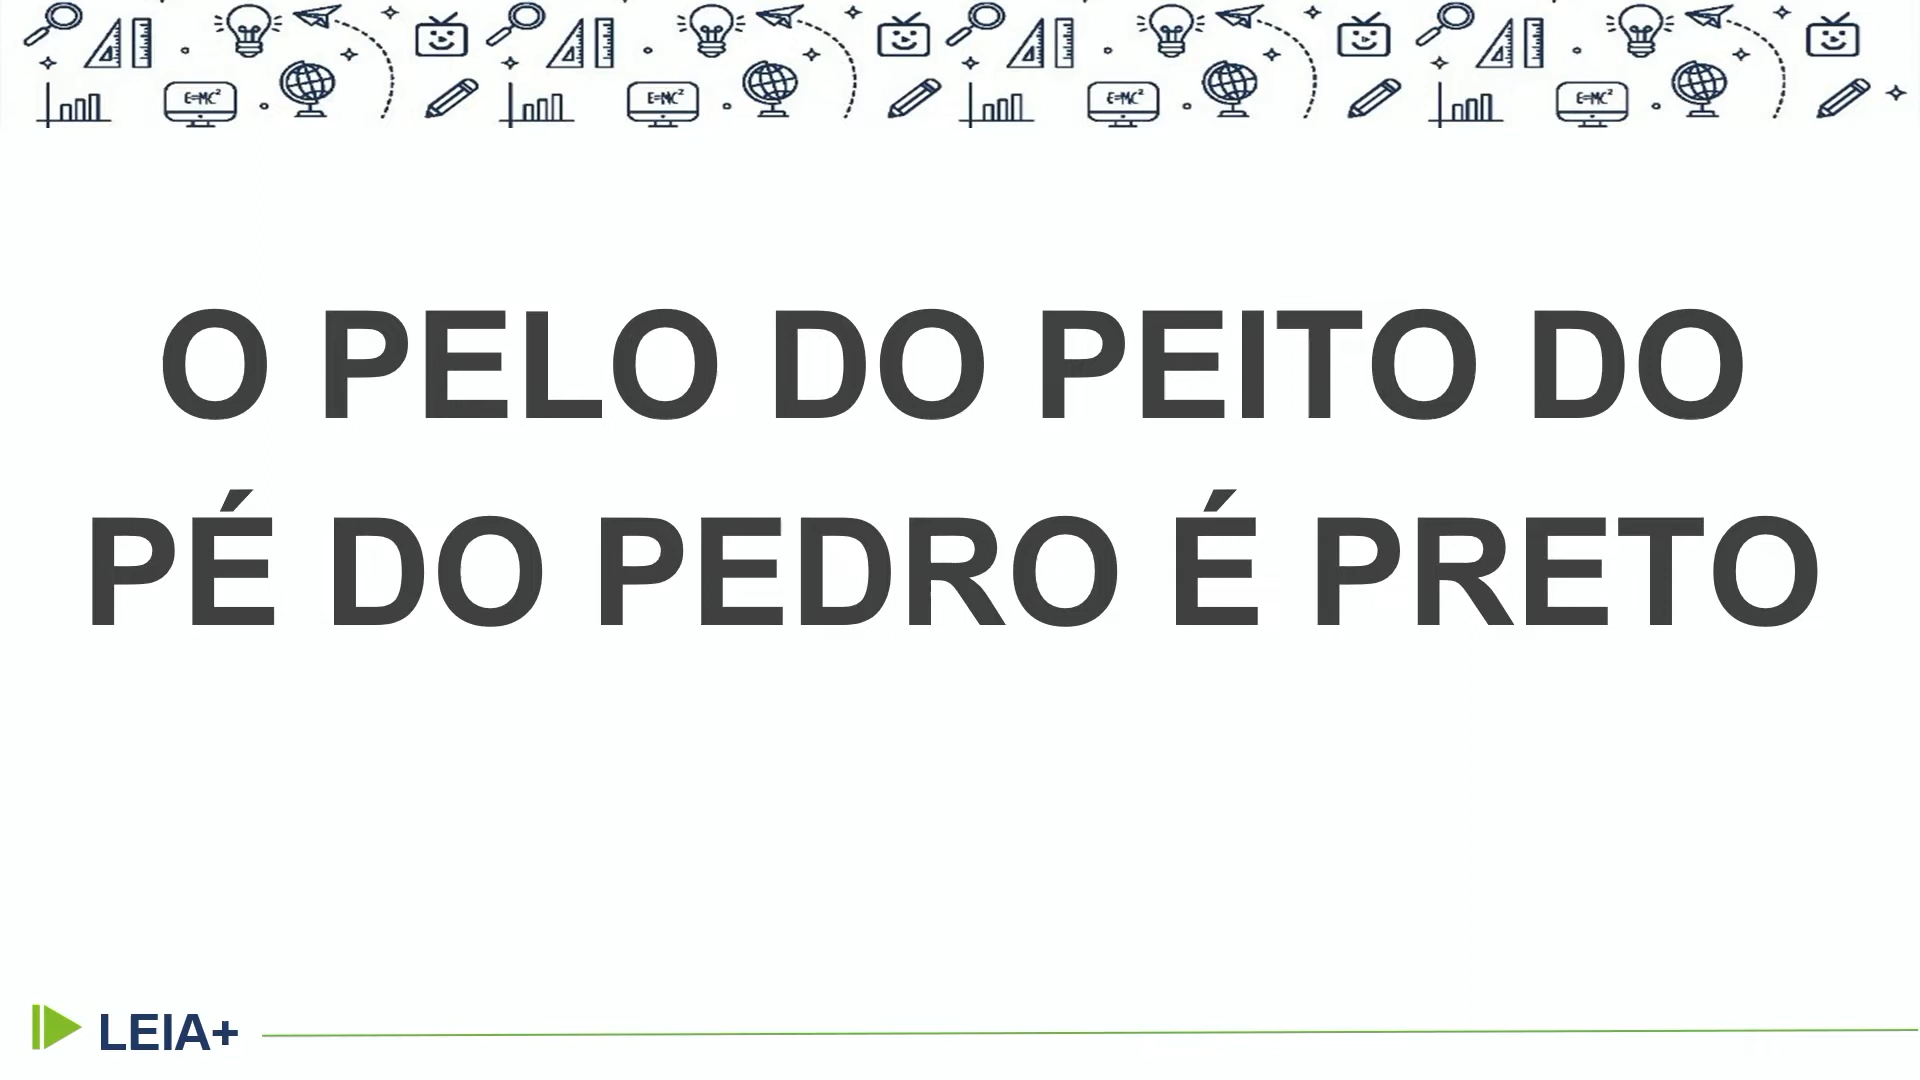 E=MC²
E=MC²
E=MC²
E=MC²
O PELO DO PEITO DO
PÉ DO PEDRO É PRETO
LEIA+